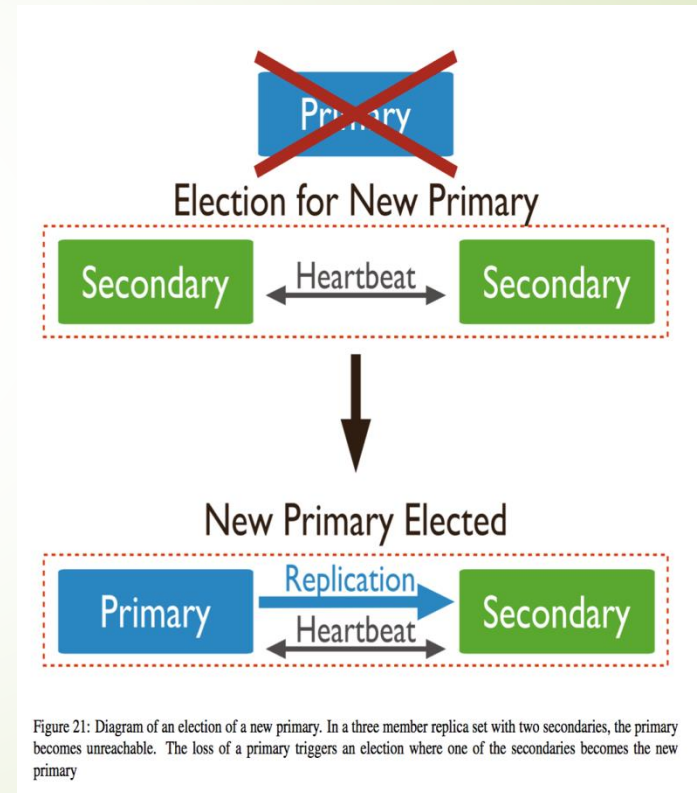 Primary
Election for New Primary
Secondary Heartbeat Secondary
New Primary Elected
Replication
Primary Secondary
Heartbeat
Figure 21: Diagram of an election of a new primary. In a three member replica set with two secondaries, the primary
becomes unreachable. The loss of a primary triggers an election where one of the secondaries becomes the new
primary